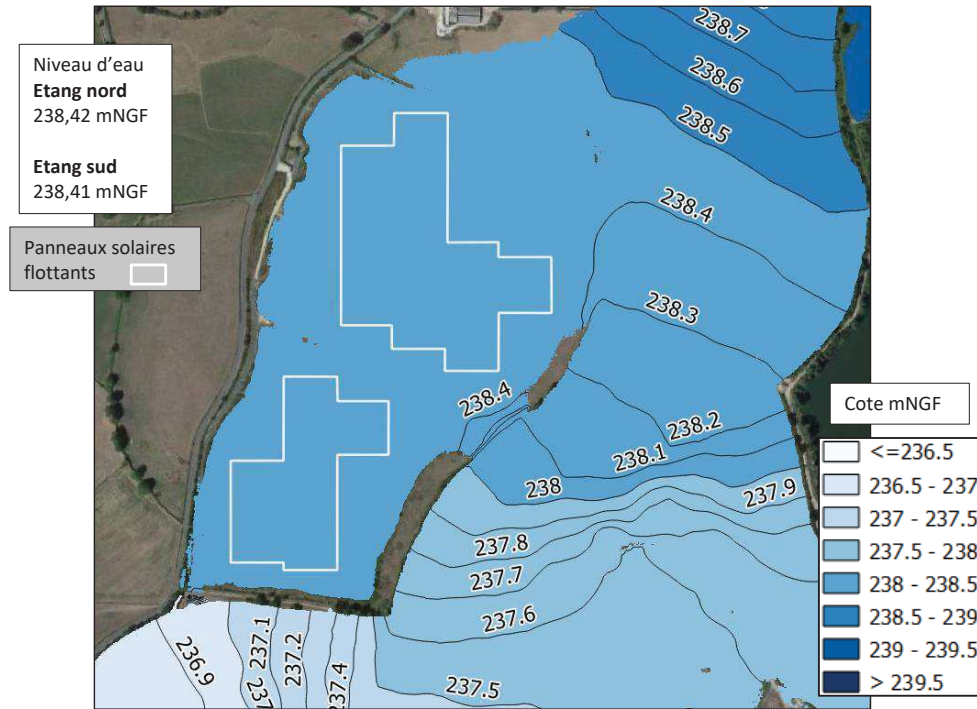 Niveau d'eau
Etang nord
238,42 mNGF
Etang sud
238,41 mNGF
Panneaux solaires
flottants
238.7
238.6
238.5
238.4
238.3
238.4
238.2
238.1
238
237.9
237.8
237.7
237.6
237.5
236.9
237.1
237.2
237.4
Cote mNGF
<=236.5
236.5 - 237
237 - 237.5
237.5 - 238
238 - 238.5
238.5 - 239
239 - 239.5
> 239.5